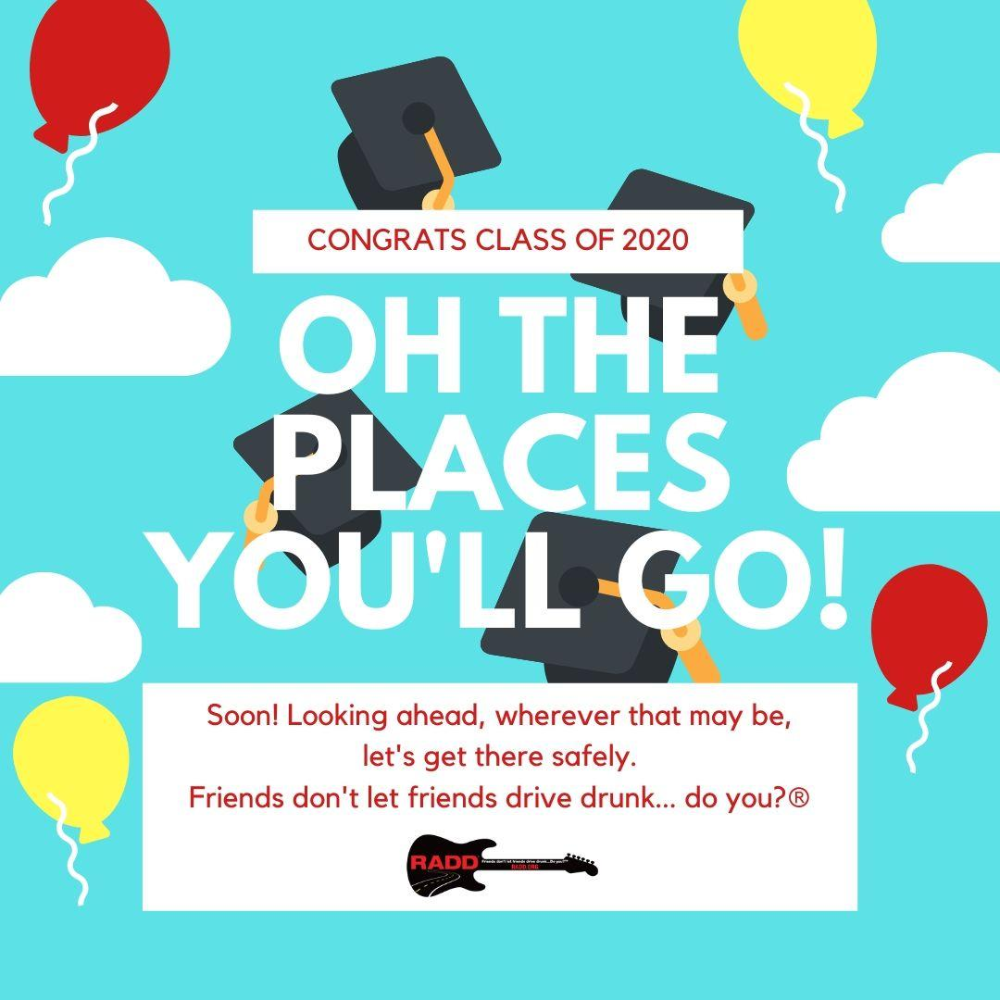 CONGRATS CLASS OF 2020
OH THE
PLACES
YOU'LL GO!
Soon! Looking ahead, wherever that may be,
let's get there safely.
Friends don't let friends drive drunk... do you?®
RADD
Friends don't let friends drive drunk...Do you?
RADD.ORG